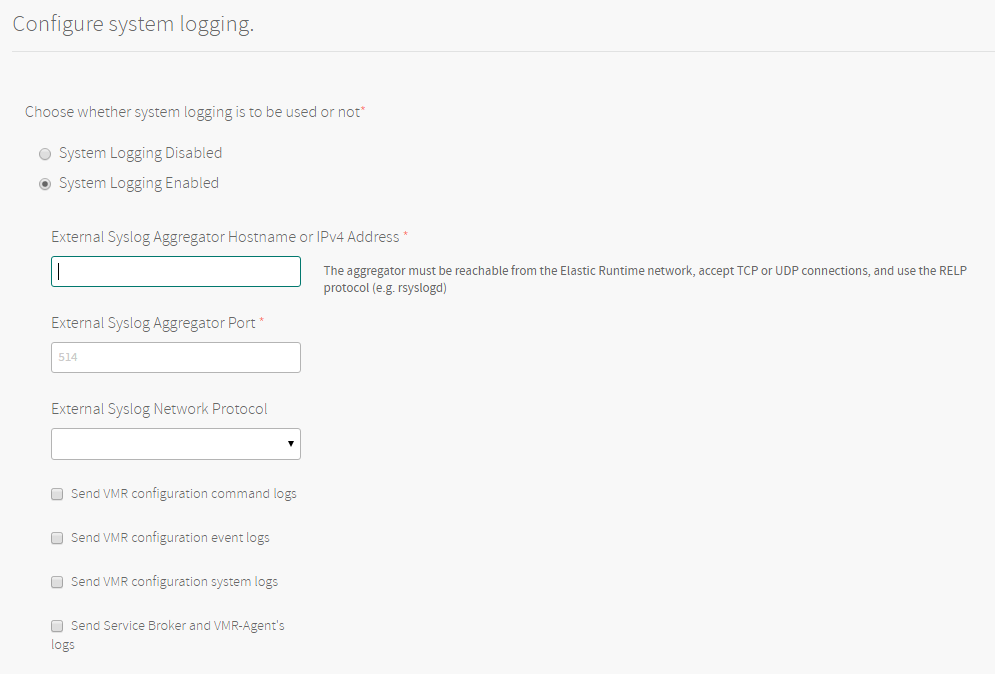 Configure system logging.
Choose whether system logging is to be used or not*
System Logging Disabled
System Logging Enabled
External Syslog Aggregator Hostname or IPv4 Address *
The aggregator must be reachable from the Elastic Runtime network, accept TCP or UDP connections, and use the RELP
protocol (e.g. rsyslogd)
External Syslog Aggregator Port *
514
External Syslog Network Protocol
Send VMR configuration command logs
Send VMR configuration event logs
Send VMR configuration system logs
Send Service Broker and VMR-Agent's
logs